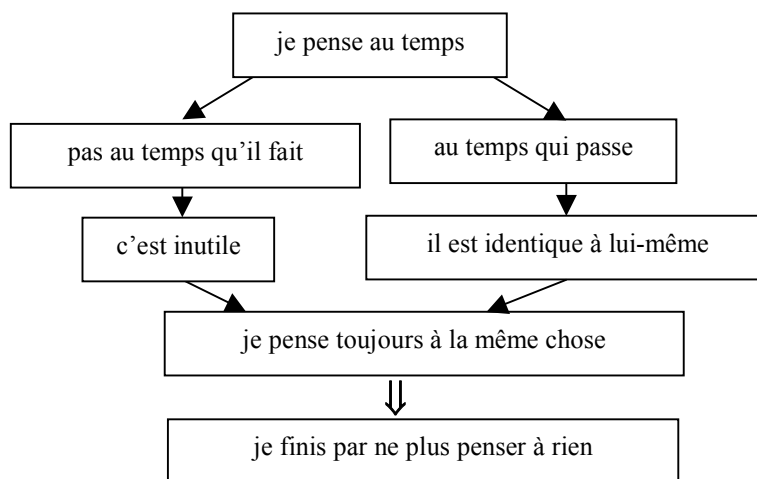 je pense au temps
pas au temps qu’il fait
au temps qui passe
c’est inutile
il est identique à lui-même
je pense toujours à la même chose
⇓
je finis par ne plus penser à rien